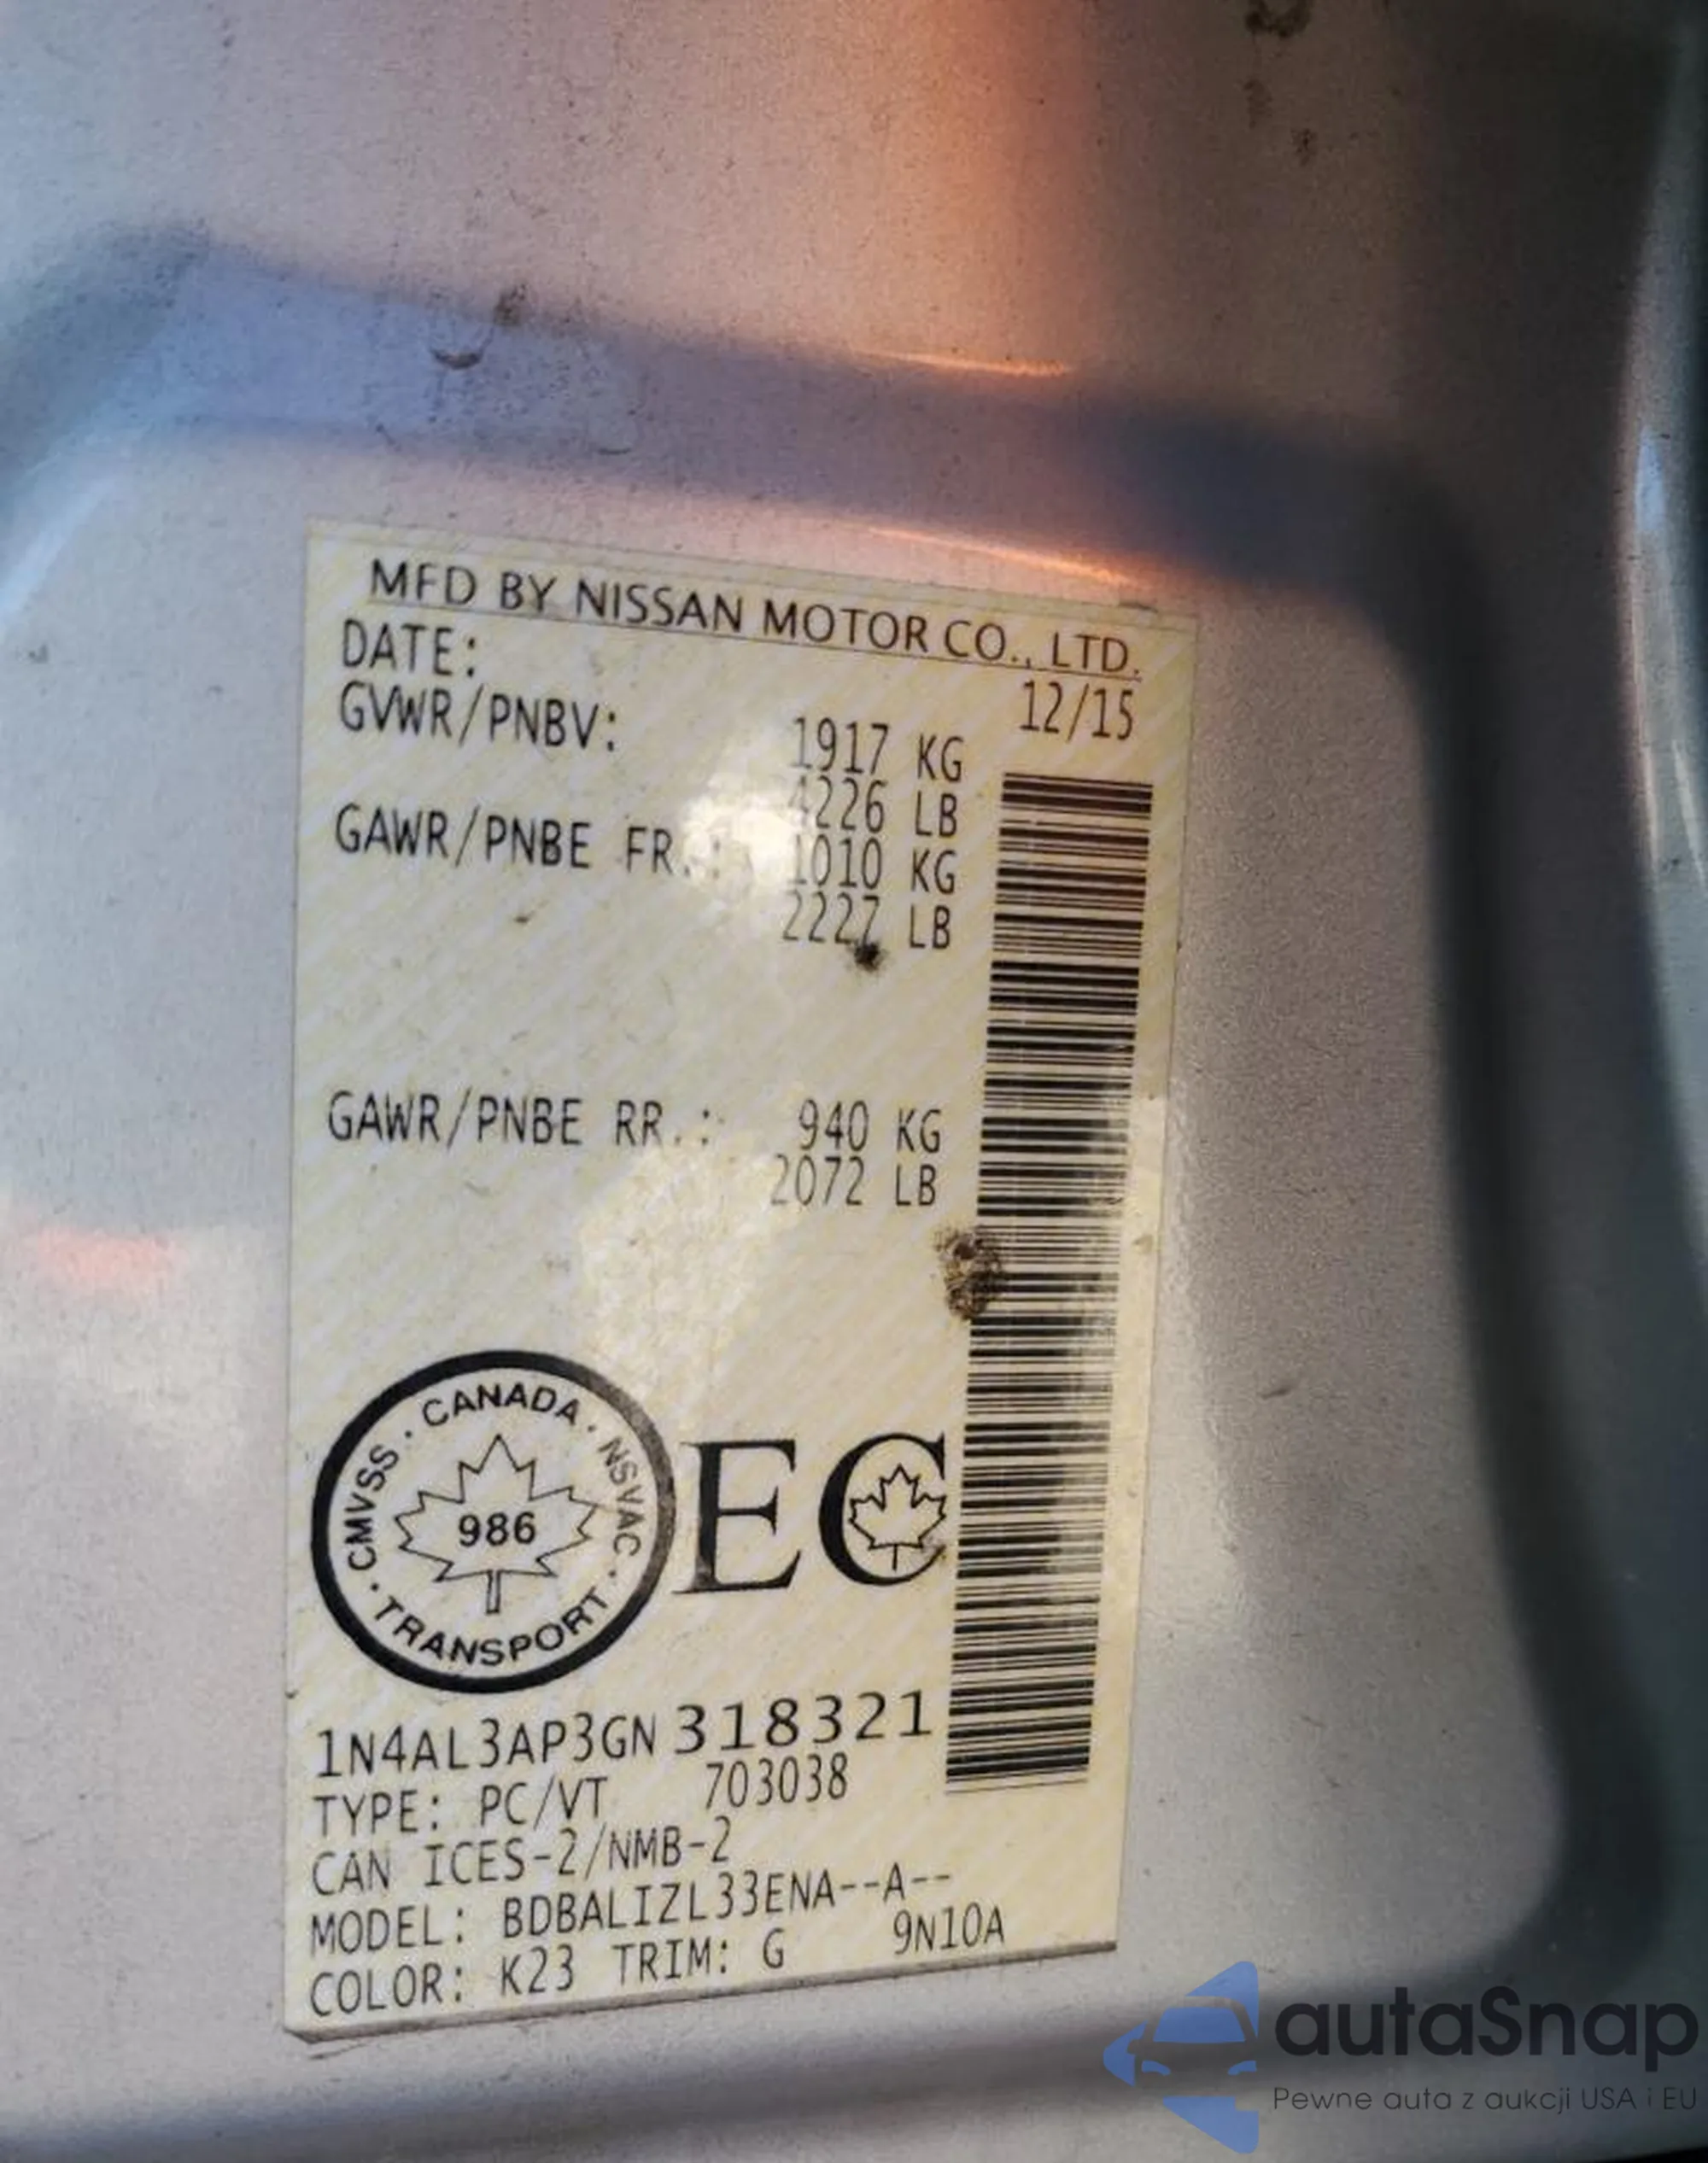 MFD BY NISSAN MOTOR CO., LTD.
DATE: 12/15
GVWR/PNBV: 1917 KG
4226 LB
GAWR/PNBE FR.: 1010 KG
2227 LB
GAWR/PNBE RR.: 940 KG
2072 LB
CANADA · NSVAC · TRANSPORT · CMVSS ·
986
EC
1N4AL3AP3GN318321
TYPE: PC/VT 703038
CAN ICES-2/NMB-2
MODEL: BDBALIZL33ENA--A--
COLOR: K23 TRIM: G 9N10A
autaSnap
Pewne auta z aukcji USA i EU